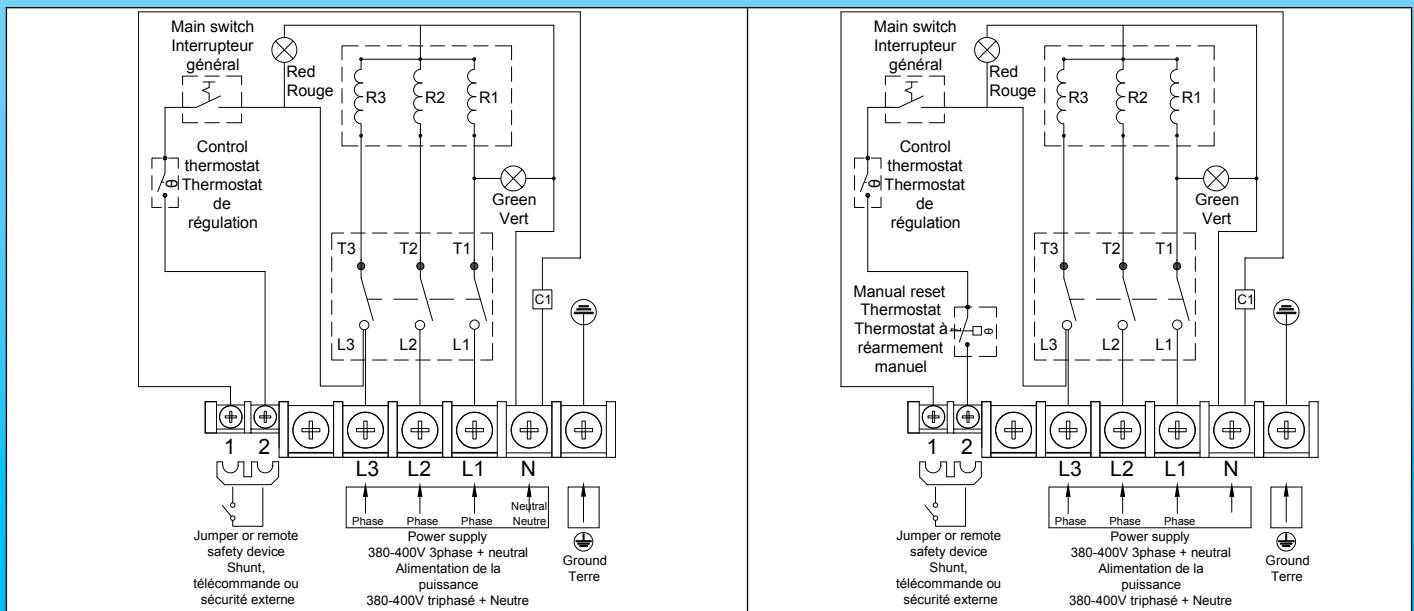 Main switch
Interrupteur
général
Red
Rouge
R3
R2
R1
Control
thermostat
Thermostat
de
régulation
θ
Green
Vert
T3
T2
T1
C1
L3
L2
L1
1
2
L3
L2
L1
N
Phase
Phase
Phase
Neutral
Neutre
Jumper or remote
safety device
Shunt,
télécommande ou
sécurité externe
Power supply
380-400V 3phase + neutral
Alimentation de la
puissance
380-400V triphasé + Neutre
Ground
Terre
Main switch
Interrupteur
général
Red
Rouge
R3
R2
R1
Control
thermostat
Thermostat
de
régulation
θ
Green
Vert
T3
T2
T1
Manual reset
Thermostat
Thermostat à
réarmement
manuel
θ
C1
L3
L2
L1
1
2
L3
L2
L1
N
Phase
Phase
Phase
Jumper or remote
safety device
Shunt,
télécommande ou
sécurité externe
Power supply
380-400V 3phase + neutral
Alimentation de la
puissance
380-400V triphasé + Neutre
Ground
Terre